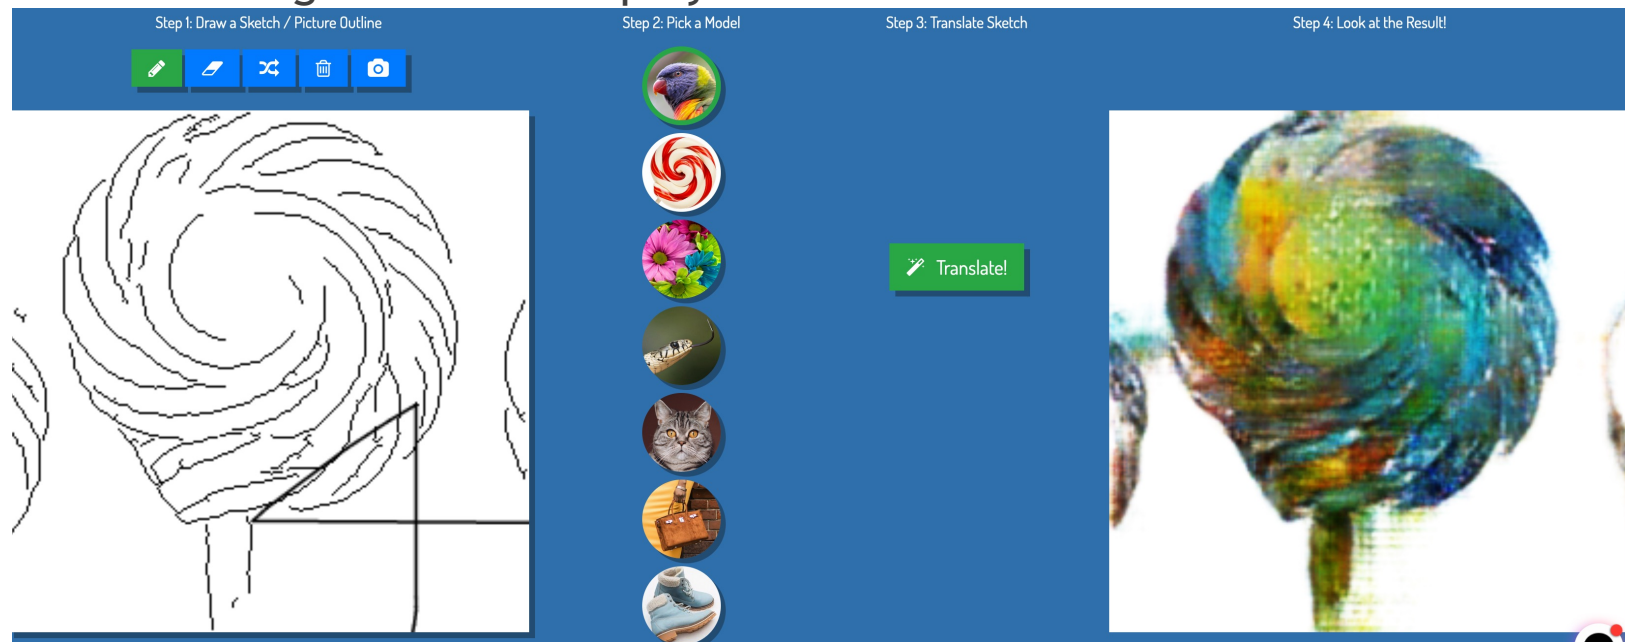 Step 1: Draw a Sketch / Picture Outline
Step 2: Pick a Model
Step 3: Translate Sketch
Step 4: Look at the Result!
Translate!